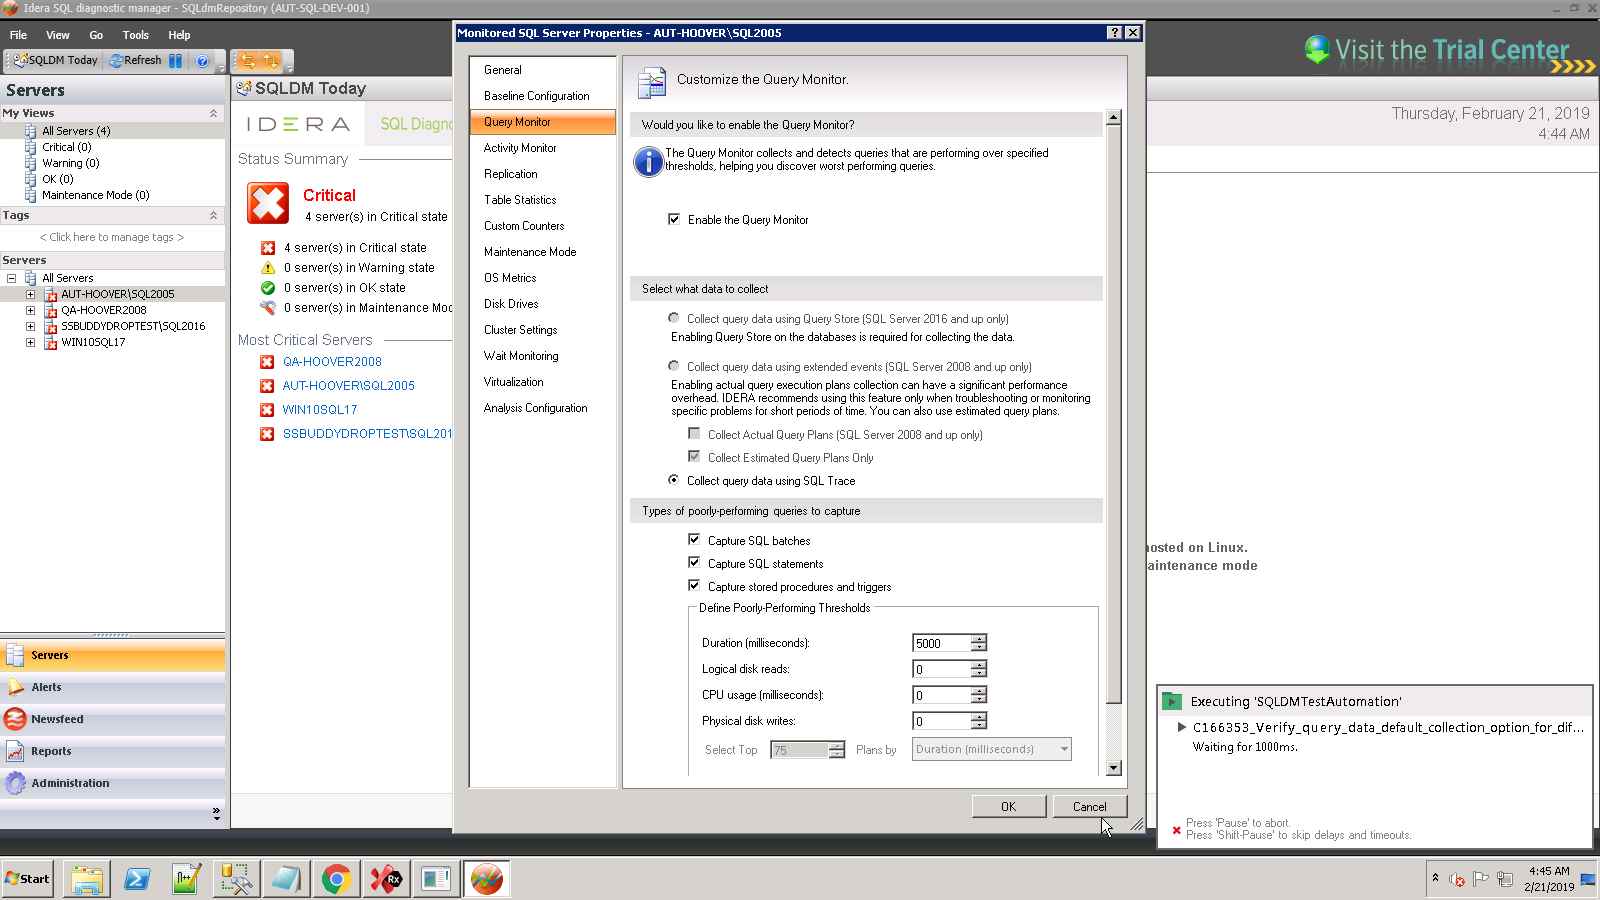 Idera SQL diagnostic manager - SQLdmRepository (AUT-SQL-DEV-001)
File View Go Tools Help
SQLDM Today Refresh
Visit the Trial Center
Servers
My Views
All Servers (4)
Critical (0)
Warning (0)
OK (0)
Maintenance Mode (0)
Tags
< Click here to manage tags >
Servers
All Servers
AUT-HOOVER\SQL2005
QA-HOOVER2008
SSBUDDYDROPTEST\SQL2016
WIN10SQL17
Servers
Alerts
Newsfeed
Reports
Administration
SQLDM Today
IDERA SQL Diagno
Thursday, February 21, 2019
4:44 AM
Status Summary
Critical
4 server(s) in Critical state
4 server(s) in Critical state
0 server(s) in Warning state
0 server(s) in OK state
0 server(s) in Maintenance Moc
Most Critical Servers
QA-HOOVER2008
AUT-HOOVER\SQL2005
WIN10SQL17
SSBUDDYDROPTEST\SQL201
Monitored SQL Server Properties - AUT-HOOVER\SQL2005
General
Baseline Configuration
Query Monitor
Activity Monitor
Replication
Table Statistics
Custom Counters
Maintenance Mode
OS Metrics
Disk Drives
Cluster Settings
Wait Monitoring
Virtualization
Analysis Configuration
Customize the Query Monitor.
Would you like to enable the Query Monitor?
The Query Monitor collects and detects queries that are performing over specified
thresholds, helping you discover worst performing queries.
Enable the Query Monitor
Select what data to collect
Collect query data using Query Store (SQL Server 2016 and up only)
Enabling Query Store on the databases is required for collecting the data.
Collect query data using extended events (SQL Server 2008 and up only)
Enabling actual query execution plans collection can have a significant performance
overhead. IDERA recommends using this feature only when troubleshooting or monitoring
specific problems for short periods of time. You can also use estimated query plans.
Collect Actual Query Plans (SQL Server 2008 and up only)
Collect Estimated Query Plans Only
Collect query data using SQL Trace
Types of poorly-performing queries to capture
Capture SQL batches
Capture SQL statements
Capture stored procedures and triggers
Define Poorly-Performing Thresholds
Duration (milliseconds): 5000
Logical disk reads: 0
CPU usage (milliseconds): 0
Physical disk writes: 0
Select Top 75 Plans by Duration (milliseconds)
OK Cancel
hosted on Linux.
aintenance mode
Executing 'SQLDMTestAutomation'
C166353_Verify_query_data_default_collection_option_for_dif...
Waiting for 1000ms.
Press 'Pause' to abort.
Press 'Shift-Pause' to skip delays and timeouts.
Start
4:45 AM
2/21/2019